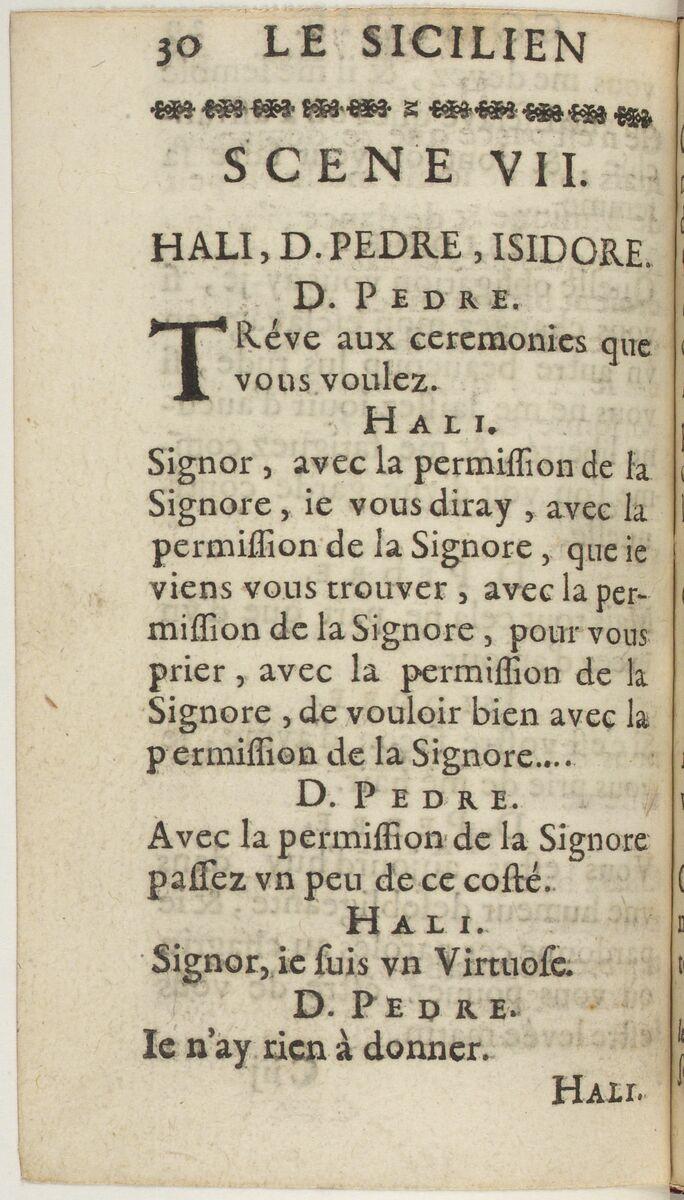 30 LE SICILIEN
SCENE VII.
HALI, D. PEDRE, ISIDORE.
D. PEDRE.
TRéve aux ceremonies que
vous voulez.
HALI.
Signor, avec la permiſſion de la
Signore, ie vous diray, avec la
permiſſion de la Signore, que ie
viens vous trouver, avec la per-
miſſion de la Signore, pour vous
prier, avec la permiſſion de la
Signore, de vouloir bien avec la
permiſſion de la Signore....
D. PEDRE.
Avec la permiſſion de la Signore
paſſez vn peu de ce coſté.
HALI.
Signor, ie ſuis vn Virtuoſe.
D. PEDRE.
Ie n'ay rien à donner.
HALI.